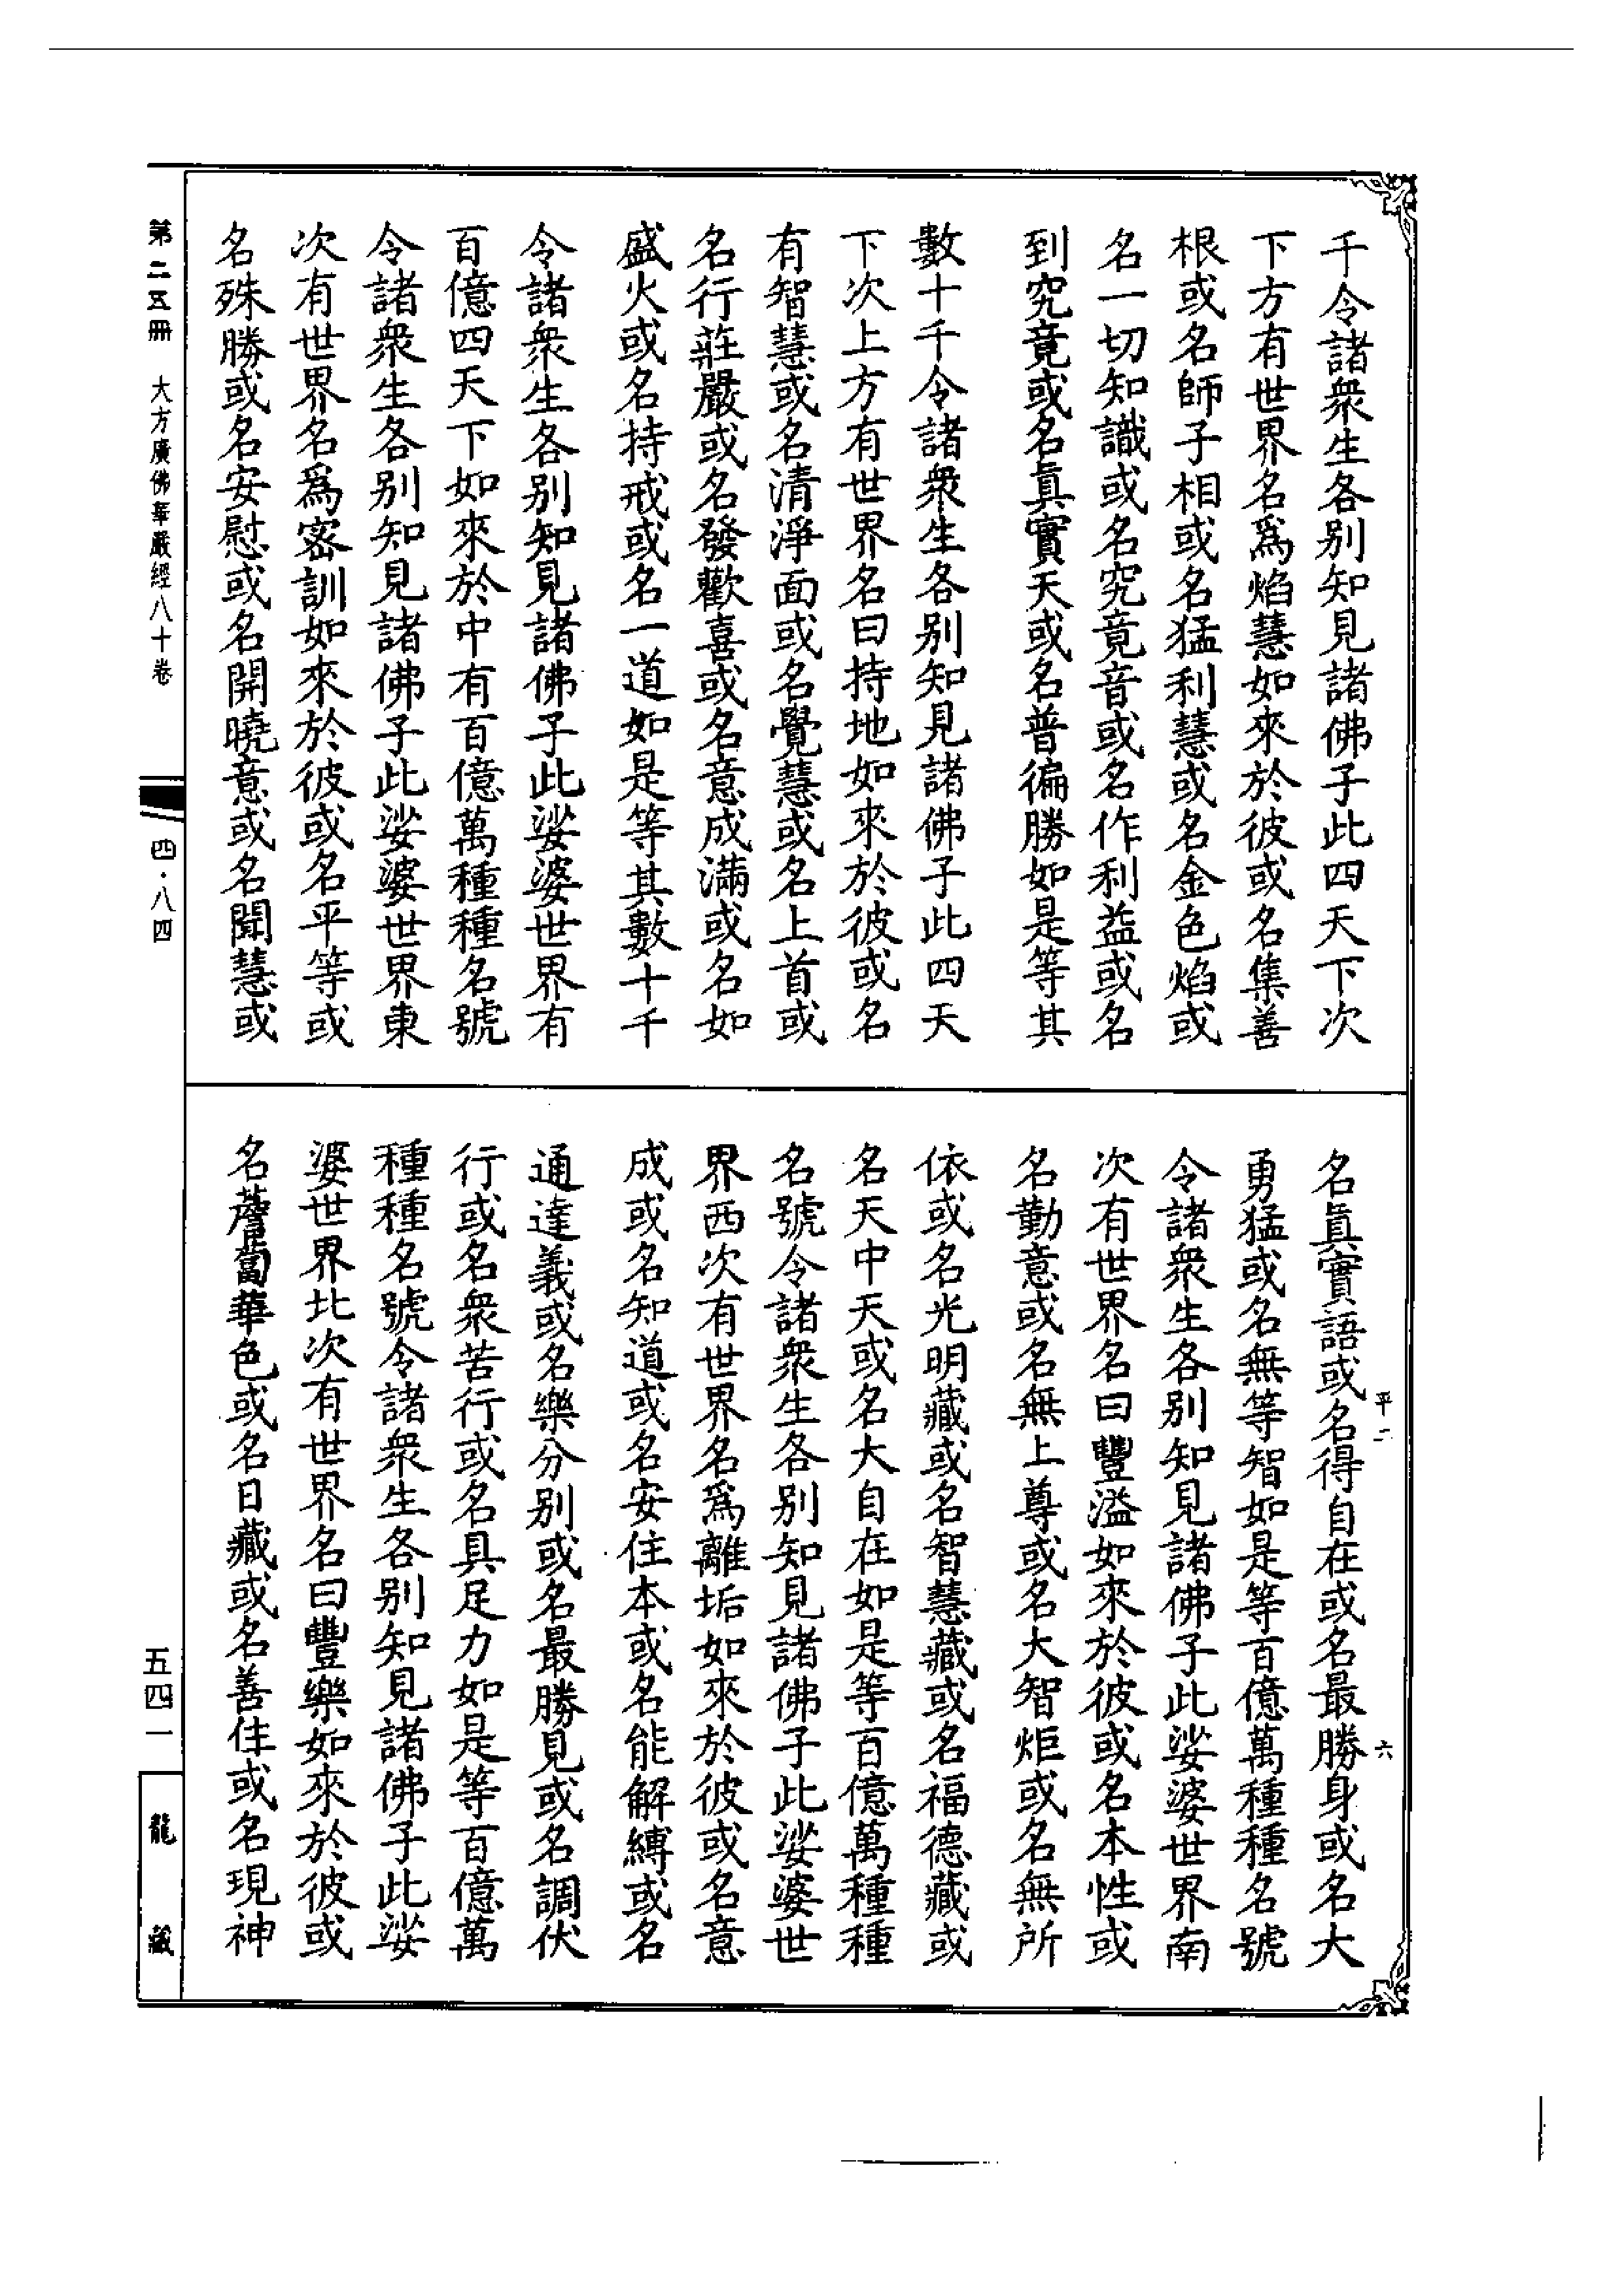 千令諸衆生各别知見諸佛子此四天下次
下方有世界名爲焰慧如來於彼或名集善
根或名師子相或名猛利慧或名金色焰或
名一切知識或名究竟音或名作利益或名
到究竟或名眞實天或名普徧勝如是等其
數十千令諸衆生各别知見諸佛子此四天
下次上方有世界名曰持地如來於彼或名
有智慧或名清淨面或名覺慧或名上首或
名行莊嚴或名發歡喜或名意成滿或名如
盛火或名持戒或名一道如是等其數十千
令諸衆生各别知見諸佛子此娑婆世界有
百億四天下如來於中有百億萬種種名號
令諸衆生各别知見諸佛子此娑婆世界東
次有世界名爲密訓如來於彼或名平等或
名殊勝或名安慰或名開曉意或名聞慧或
名眞實語或名得自在或名最勝身或名大
勇猛或名無等智如是等百億萬種種名號
令諸衆生各别知見諸佛子此娑婆世界南
次有世界名曰豐溢如來於彼或名本性或
名勤意或名無上尊或名大智炬或名無所
依或名光明藏或名智慧藏或名福德藏或
名天中天或名大自在如是等百億萬種種
名號令諸衆生各别知見諸佛子此娑婆世
界西次有世界名爲離垢如來於彼或名意
成或名知道或名安住本或名能解縛或名
通達義或名樂分别或名最勝見或名調伏
行或名衆苦行或名具足力如是等百億萬
種種名號令諸衆生各别知見諸佛子此娑
婆世界北次有世界名曰豐樂如來於彼或
名薝蔔華色或名日藏或名善住或名現神
平二
六
第二五冊 大方廣佛華嚴經八十卷
四·八四
五四一
龍藏